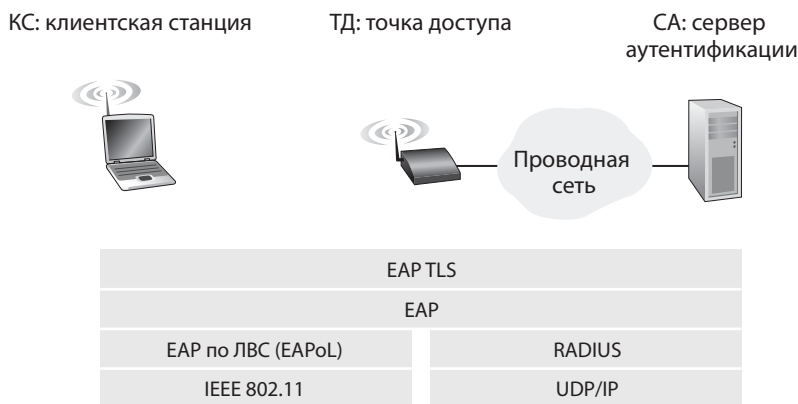 КС: клиентская станция
ТД: точка доступа
СА: сервер
аутентификации
Проводная
сеть
EAP TLS
EAP
EAP по ЛВС (EAPoL)
RADIUS
IEEE 802.11
UDP/IP